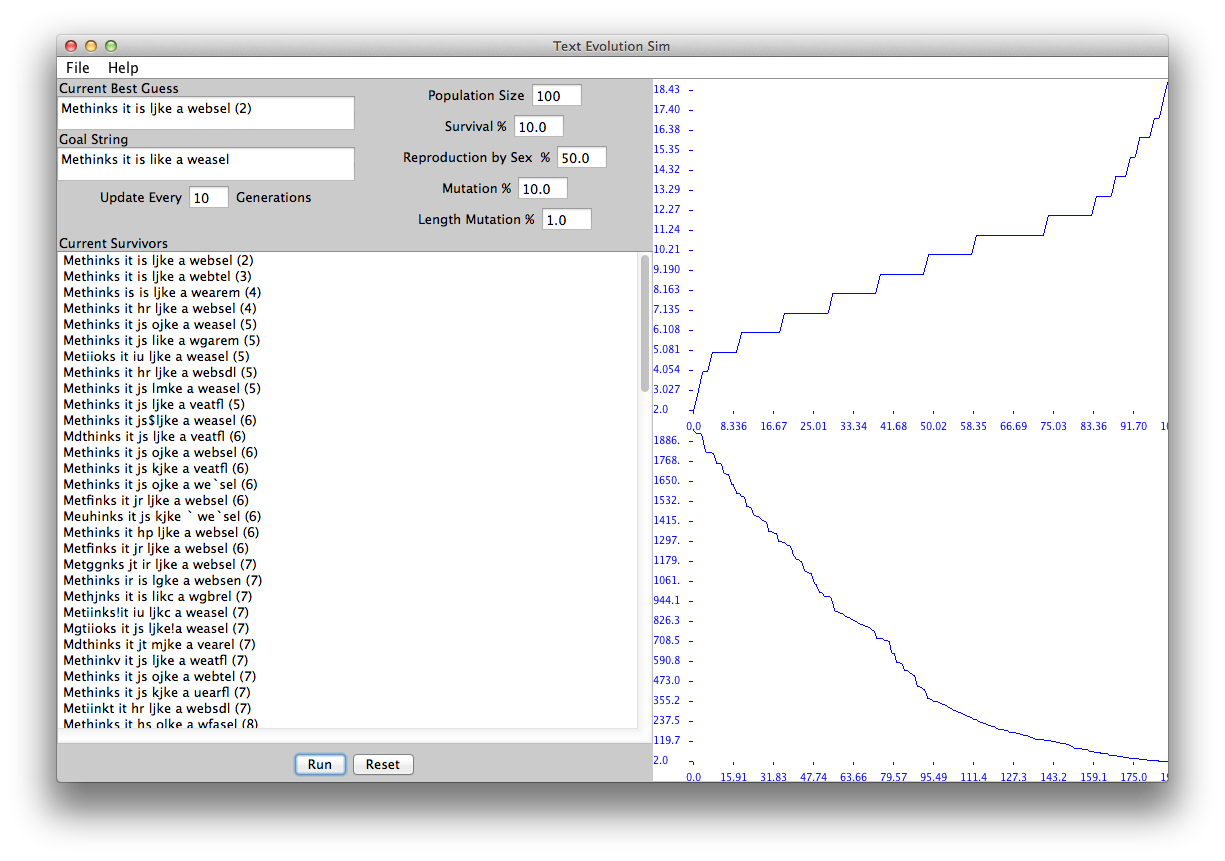 Text Evolution Sim
File Help
Current Best Guess
Methinks it is ljke a websel (2)
Goal String
Methinks it is like a weasel
Update Every 10 Generations
Population Size 100
Survival % 10.0
Reproduction by Sex % 50.0
Mutation % 10.0
Length Mutation % 1.0
Current Survivors
Methinks it is ljke a websel (2)
Methinks it is ljke a webtel (3)
Methinks is is ljke a wearem (4)
Methinks it hr ljke a websel (4)
Methinks it js ojke a weasel (5)
Methinks it js like a wgarem (5)
Metiioks it iu ljke a weasel (5)
Methinks it hr ljke a websdl (5)
Methinks it js lmke a weasel (5)
Methinks it js ljke a veatfl (5)
Methinks it js$ljke a weasel (6)
Mdthinks it js ljke a veatfl (6)
Methinks it js ojke a websel (6)
Methinks it js kjke a veatfl (6)
Methinks it js ojke a we`sel (6)
Metfinks it jr ljke a websel (6)
Meuhinks it js kjke ` we`sel (6)
Methinks it hp ljke a websel (6)
Metfinks it jr ljke a websel (6)
Metggnks jt ir ljke a websel (7)
Methinks ir is lgke a websen (7)
Methjnks it is likc a wgbrel (7)
Metiinks!it iu ljkc a weasel (7)
Mgtiioks it js ljke!a weasel (7)
Mdthinks it jt mjke a vearel (7)
Methinkv it js ljke a weatfl (7)
Methinks it js ojke a webtel (7)
Methinks it js kjke a uearfl (7)
Metiinkt it hr ljke a websdl (7)
Methinks it hs olke a wfasel (8)
Run Reset
18.43
17.40
16.38
15.35
14.32
13.29
12.27
11.24
10.21
9.190
8.163
7.135
6.108
5.081
4.054
3.027
2.0
0.0 8.336 16.67 25.01 33.34 41.68 50.02 58.35 66.69 75.03 83.36 91.70 10
1886.
1768.
1650.
1532.
1415.
1297.
1179.
1061.
944.1
826.3
708.5
590.8
473.0
355.2
237.5
119.7
2.0
0.0 15.91 31.83 47.74 63.66 79.57 95.49 111.4 127.3 143.2 159.1 175.0 19